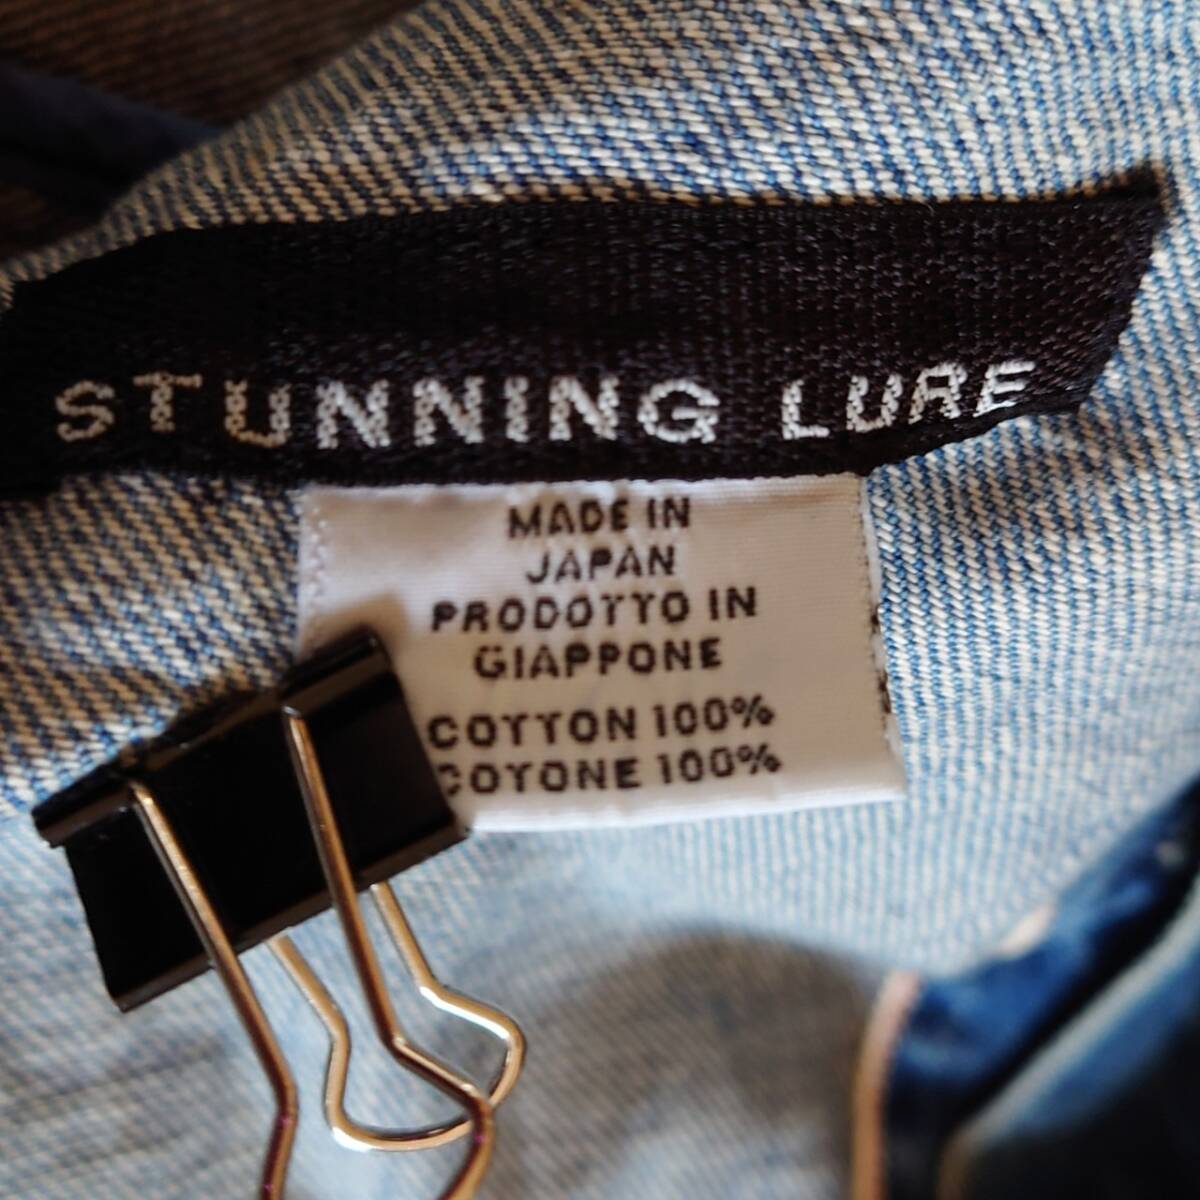 STUNNING LURE
MADE IN
JAPAN
PRODOTTO IN
GIAPPONE
COTTON 100%
COTONE 100%